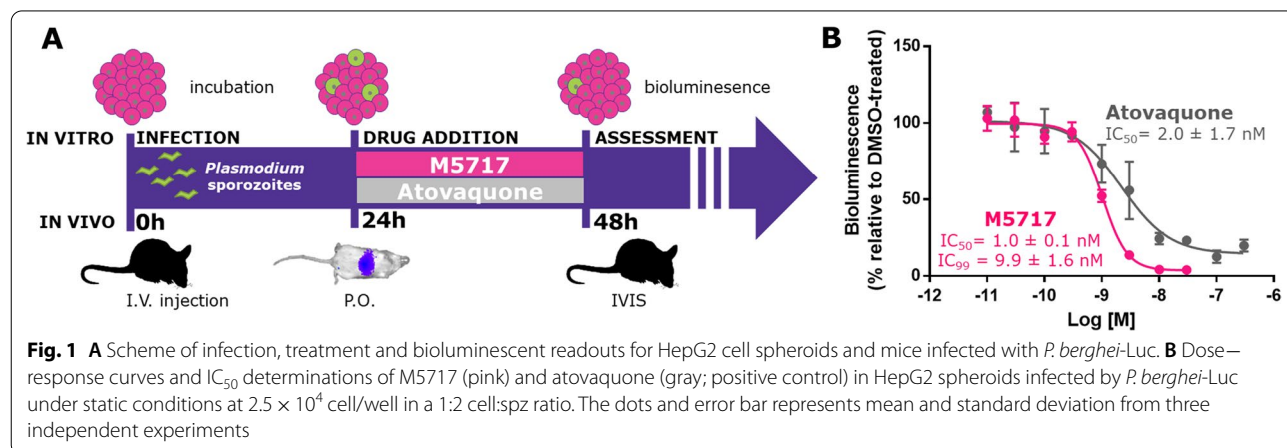 A
incubation
bioluminesence
IN VITRO
INFECTION
DRUG ADDITION
ASSESSMENT
Plasmodium
sporozoites
M5717
Atovaquone
IN VIVO
0h
24h
48h
I.V. injection
P.O.
IVIS
B
Bioluminescence
(% relative to DMSO-treated)
150
100
50
0
Atovaquone
IC50 = 2.0 ± 1.7 nM
M5717
IC50= 1.0 ± 0.1 nM
IC99 = 9.9 ± 1.6 nM
-12 -11 -10 -9 -8 -7 -6
Log [M]
Fig. 1 A Scheme of infection, treatment and bioluminescent readouts for HepG2 cell spheroids and mice infected with P. berghei-Luc. B Dose–
response curves and IC50 determinations of M5717 (pink) and atovaquone (gray; positive control) in HepG2 spheroids infected by P. berghei-Luc
under static conditions at 2.5 × 10⁴ cell/well in a 1:2 cell:spz ratio. The dots and error bar represents mean and standard deviation from three
independent experiments